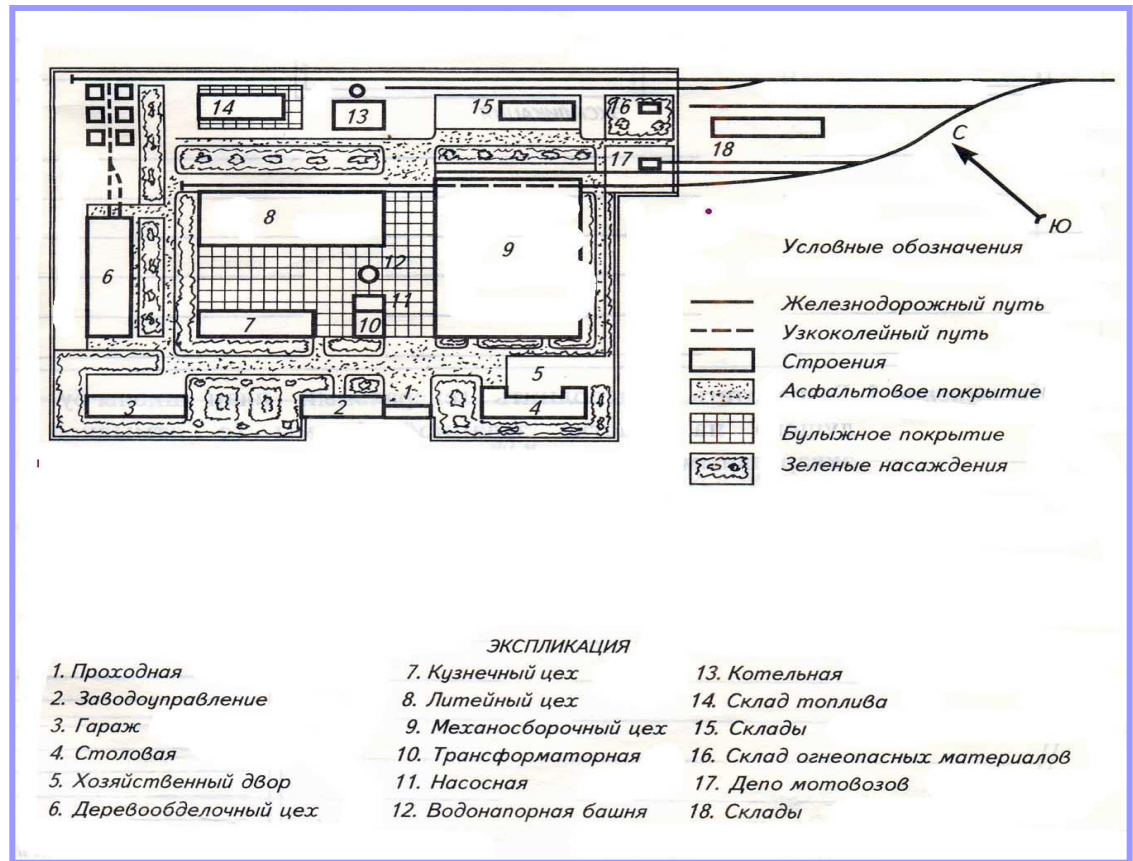 14
13
15
16
18
17
С
Ю
8
9
12
6
11
7
10
5
3
2
1
4
Условные обозначения
Железнодорожный путь
Узкоколейный путь
Строения
Асфальтовое покрытие
Булыжное покрытие
Зеленые насаждения
ЭКСПЛИКАЦИЯ
1. Проходная
2. Заводоуправление
3. Гараж
4. Столовая
5. Хозяйственный двор
6. Деревообделочный цех
7. Кузнечный цех
8. Литейный цех
9. Механосборочный цех
10. Трансформаторная
11. Насосная
12. Водонапорная башня
13. Котельная
14. Склад топлива
15. Склады
16. Склад огнеопасных материалов
17. Депо мотовозов
18. Склады